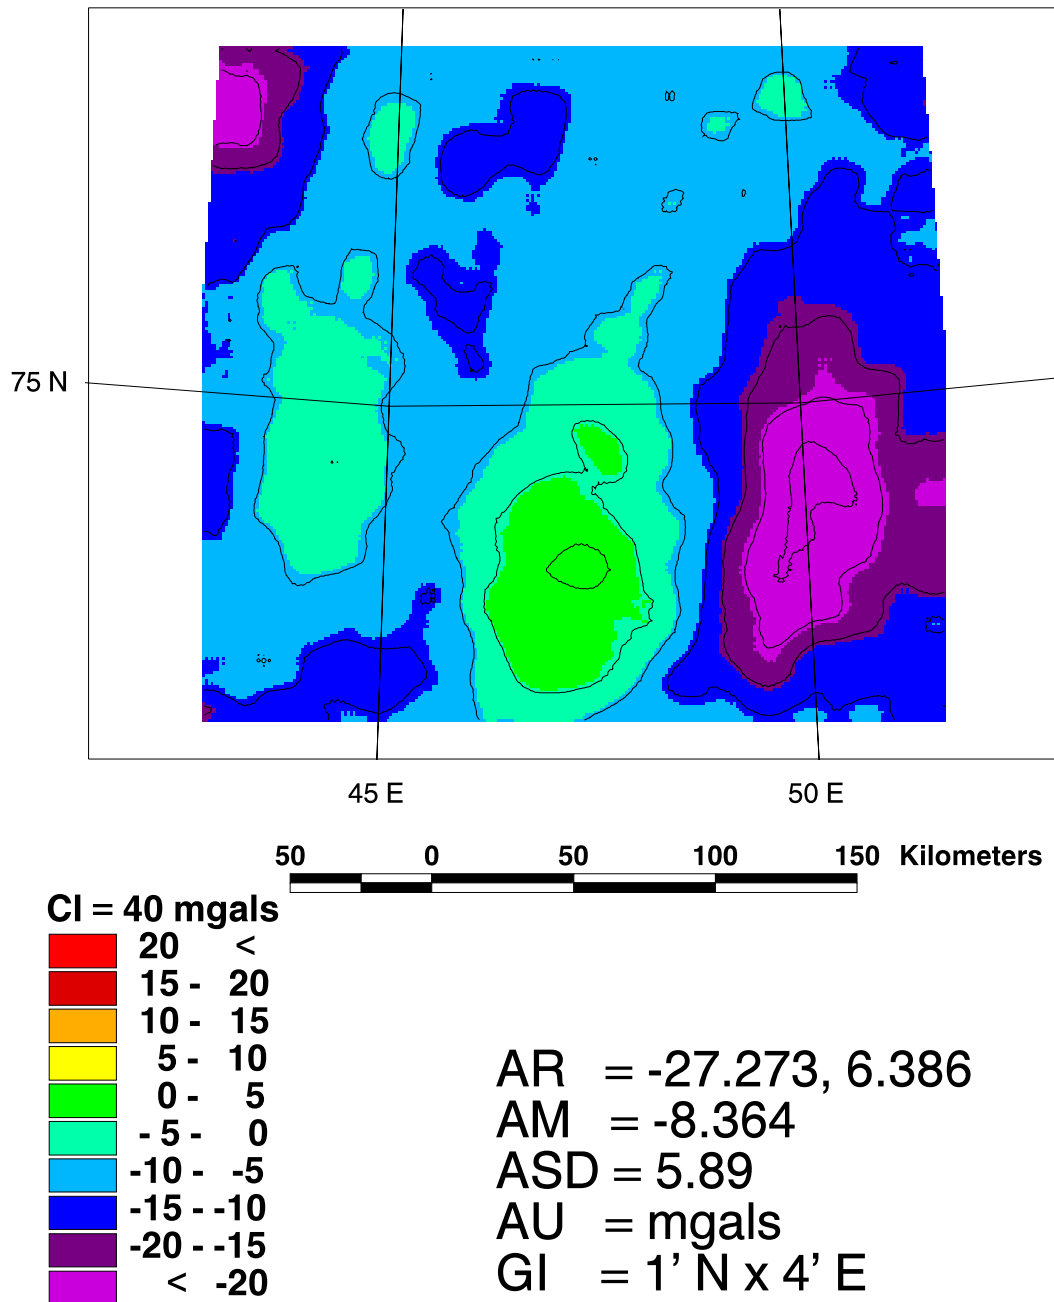 75 N
45 E 50 E
50 0 50 100 150 Kilometers
CI = 40 mgals
20 <
15 - 20
10 - 15
5 - 10
0 - 5
- 5 - 0
-10 - -5
-15 - -10
-20 - -15
< -20
AR = -27.273, 6.386
AM = -8.364
ASD = 5.89
AU = mgals
GI = 1' N x 4' E